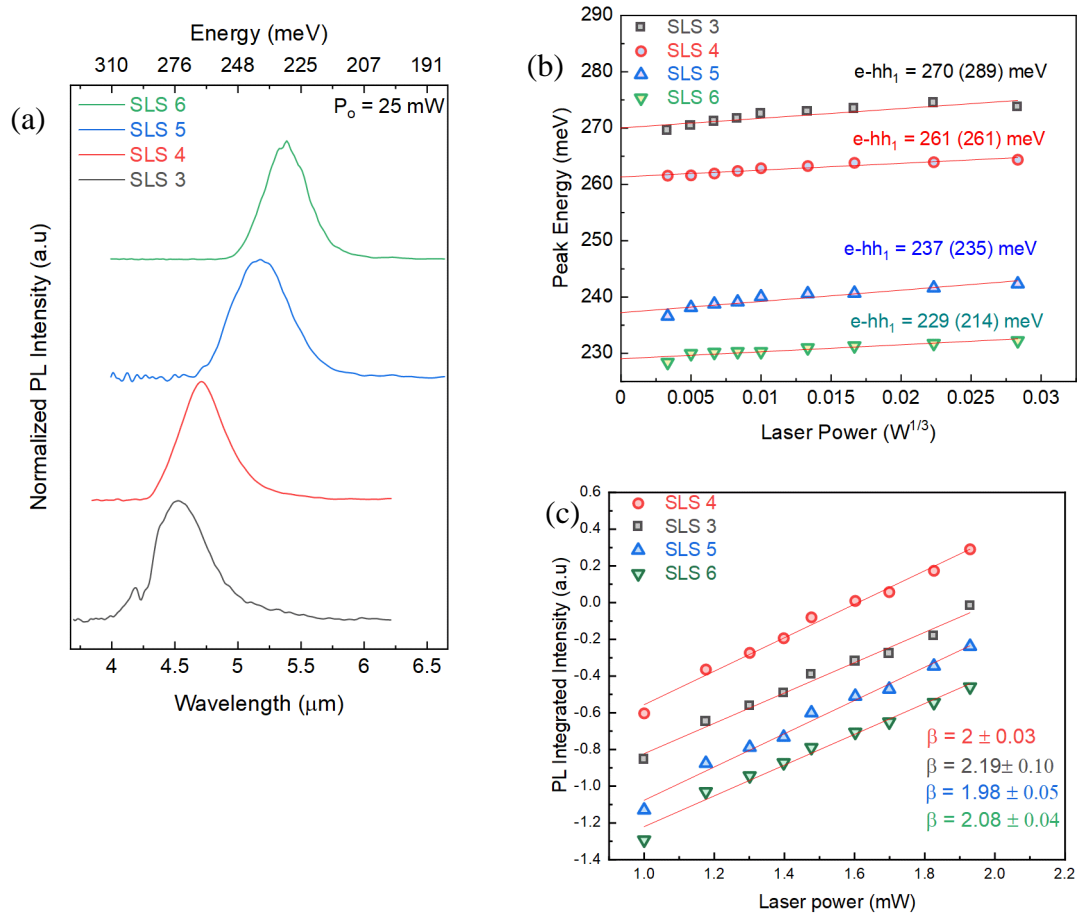 (a)
Energy (meV)
310 276 248 225 207 191
SLS 6
SLS 5
SLS 4
SLS 3
Pₒ = 25 mW
Normalized PL Intensity (a.u)
4 4.5 5 5.5 6 6.5
Wavelength (μm)
(b)
290
280
270
260
250
240
230
SLS 3
SLS 4
SLS 5
SLS 6
e-hh₁ = 270 (289) meV
e-hh₁ = 261 (261) meV
e-hh₁ = 237 (235) meV
e-hh₁ = 229 (214) meV
Peak Energy (meV)
0 0.005 0.01 0.015 0.02 0.025 0.03
Laser Power (W¹ᐟ³)
(c)
0.6
0.4
0.2
0.0
-0.2
-0.4
-0.6
-0.8
-1.0
-1.2
-1.4
SLS 4
SLS 3
SLS 5
SLS 6
β = 2 ± 0.03
β = 2.19± 0.10
β = 1.98 ± 0.05
β = 2.08 ± 0.04
PL Integrated Intensity (a.u)
1.0 1.2 1.4 1.6 1.8 2.0 2.2
Laser power (mW)